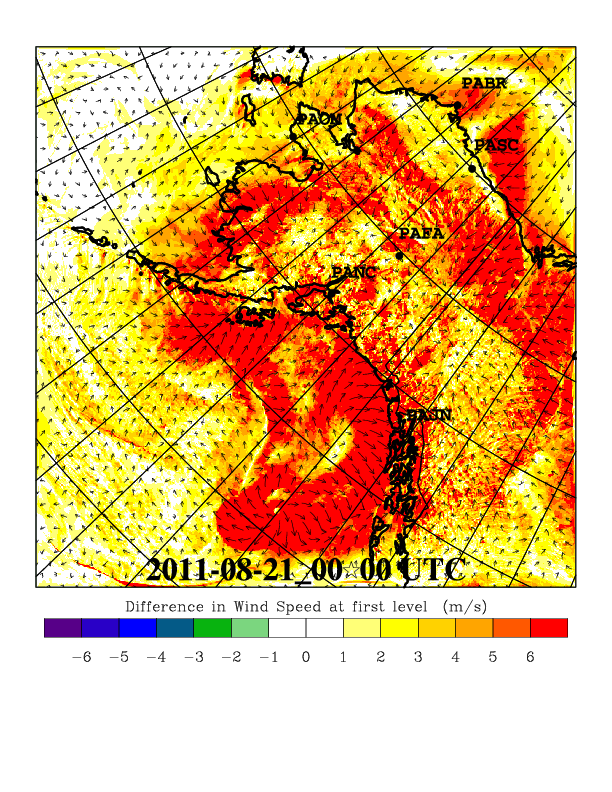 PABR
PAOM
PASC
PAFA
PANC
PAJN
2011-08-21_00:00 UTC
Difference in Wind Speed at first level (m/s)
−6 −5 −4 −3 −2 −1 0 1 2 3 4 5 6